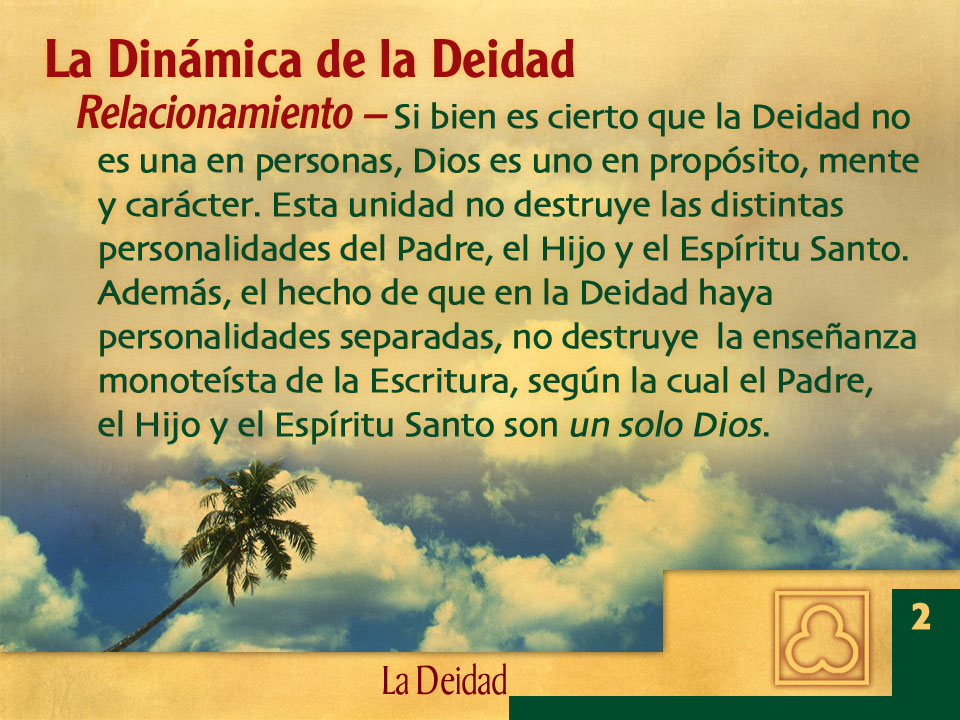 La Dinámica de la Deidad
Relacionamiento – Si bien es cierto que la Deidad no
es una en personas, Dios es uno en propósito, mente
y carácter. Esta unidad no destruye las distintas
personalidades del Padre, el Hijo y el Espíritu Santo.
Además, el hecho de que en la Deidad haya
personalidades separadas, no destruye  la enseñanza
monoteísta de la Escritura, según la cual el Padre,
el Hijo y el Espíritu Santo son un solo Dios.
2
La Deidad